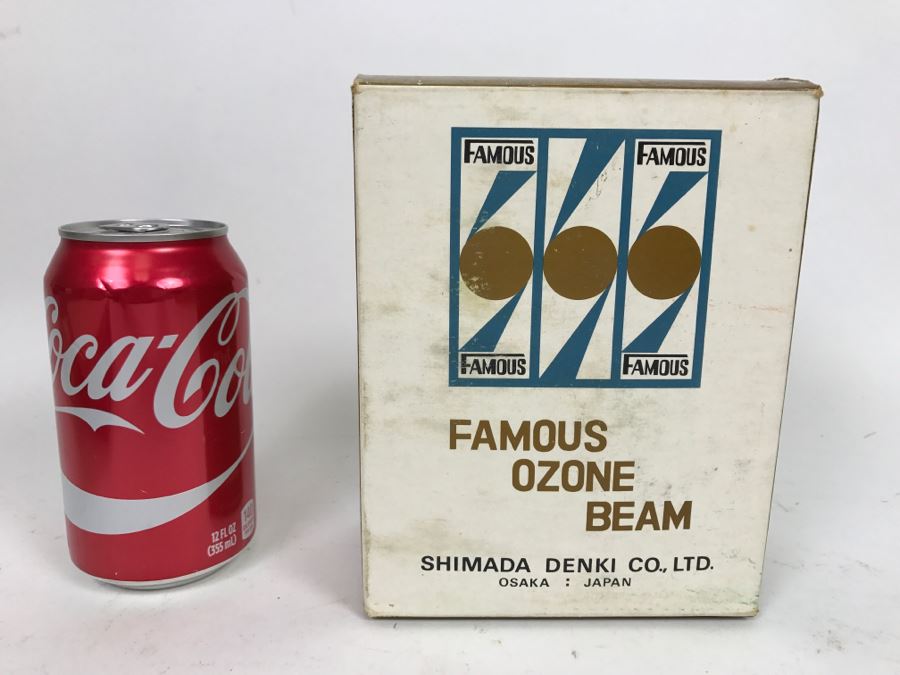 Coca-Cola
12 FL OZ
(355 mL)
FAMOUS
FAMOUS
FAMOUS
FAMOUS
FAMOUS
OZONE
BEAM
SHIMADA DENKI CO., LTD.
OSAKA : JAPAN